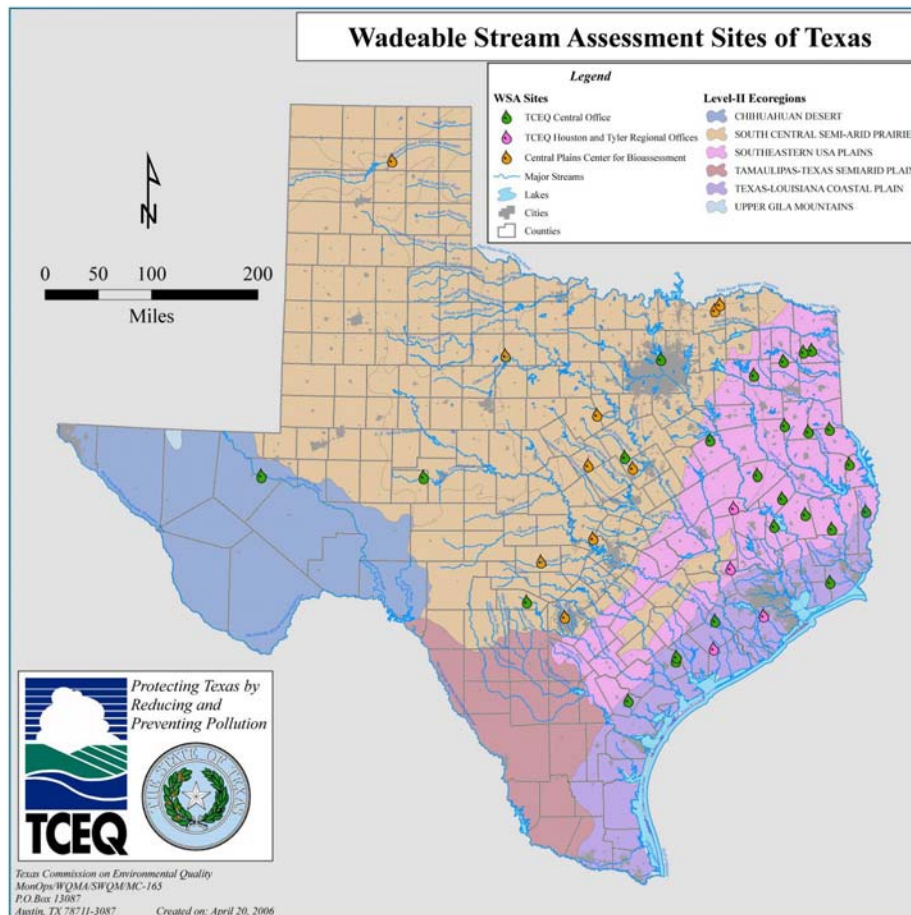 Wadeable Stream Assessment Sites of Texas
Legend
WSA Sites
TCEQ Central Office
TCEQ Houston and Tyler Regional Offices
Central Plains Center for Bioassessment
Major Streams
Lakes
Cities
Counties
Level-II Ecoregions
CHIHUAHUAN DESERT
SOUTH CENTRAL SEMI-ARID PRAIRIE
SOUTHEASTERN USA PLAINS
TAMAULIPAS-TEXAS SEMIARID PLAIN
TEXAS-LOUISIANA COASTAL PLAIN
UPPER GILA MOUNTAINS
N
0 50 100 200
Miles
Protecting Texas by
Reducing and
Preventing Pollution
THE STATE OF TEXAS
TCEQ
Texas Commission on Environmental Quality
MonOps/WQMA/SWQM/MC-165
P.O.Box 13087
Austin, TX 78711-3087 Created on: April 20, 2006